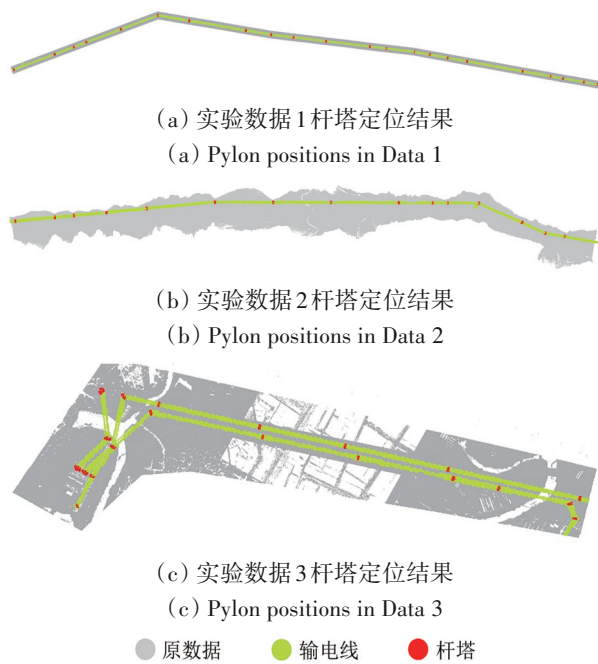 (a) 实验数据1杆塔定位结果
(a) Pylon positions in Data 1
(b) 实验数据2杆塔定位结果
(b) Pylon positions in Data 2
(c) 实验数据3杆塔定位结果
(c) Pylon positions in Data 3
原数据 输电线 杆塔